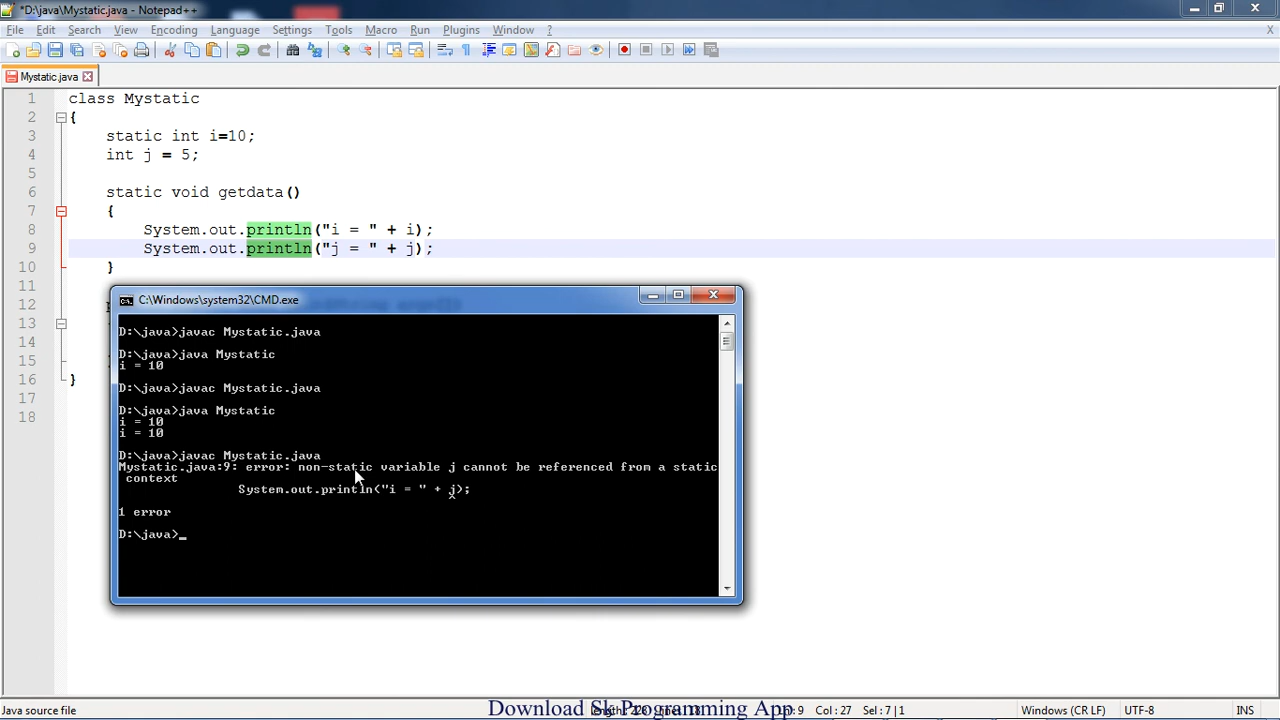 *D:\java\Mystatic.java - Notepad++
File Edit Search View Encoding Language Settings Tools Macro Run Plugins Window ? X
Mystatic.java
1 class Mystatic
2 {
3 static int i=10;
4 int j = 5;
5
6 static void getdata()
7 {
8 System.out.println("i = " + i);
9 System.out.println("j = " + j);
10 }
11
12
13
14
15
16 }
17
18
C:\Windows\system32\CMD.exe
D:\java>javac Mystatic.java
D:\java>java Mystatic
i = 10
D:\java>javac Mystatic.java
D:\java>java Mystatic
i = 10
i = 10
D:\java>javac Mystatic.java
Mystatic.java:9: error: non-static variable j cannot be referenced from a static
context
System.out.println("i = " + j);
^
1 error
D:\java>_
Java source file Col : 27 Sel : 7 | 1 Windows (CR LF) UTF-8 INS
Download Sk Programming App